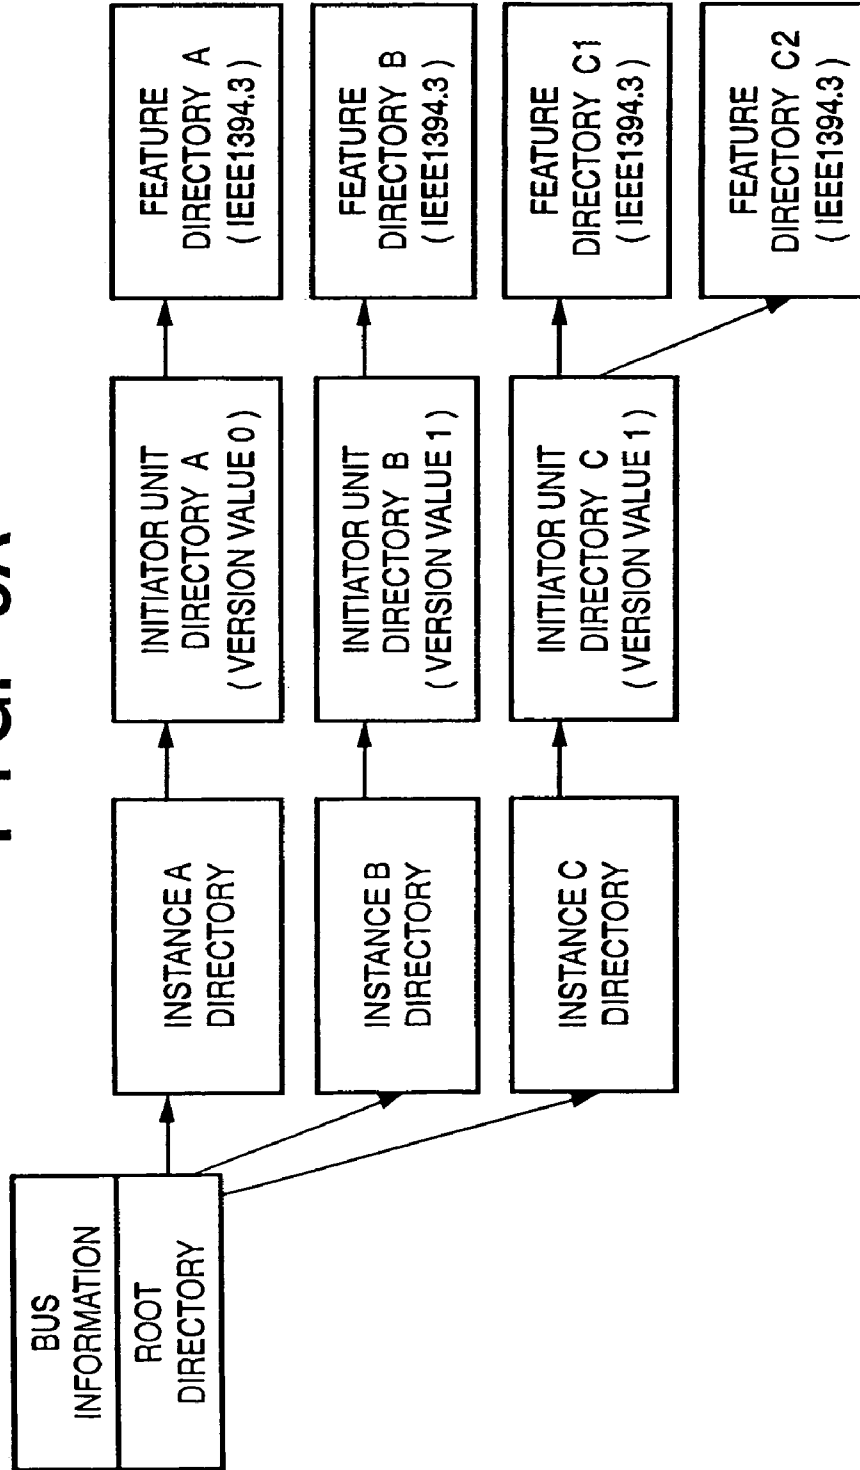 BUS
INFORMATION
ROOT
DIRECTORY
INSTANCE A
DIRECTORY
INITIATOR UNIT
DIRECTORY A
( VERSION VALUE 0 )
FEATURE
DIRECTORY A
( IEEE1394.3 )
INSTANCE B
DIRECTORY
INITIATOR UNIT
DIRECTORY B
( VERSION VALUE 1 )
FEATURE
DIRECTORY B
( IEEE1394.3 )
INSTANCE C
DIRECTORY
INITIATOR UNIT
DIRECTORY C
( VERSION VALUE 1 )
FEATURE
DIRECTORY C1
( IEEE1394.3 )
FEATURE
DIRECTORY C2
( IEEE1394.3 )